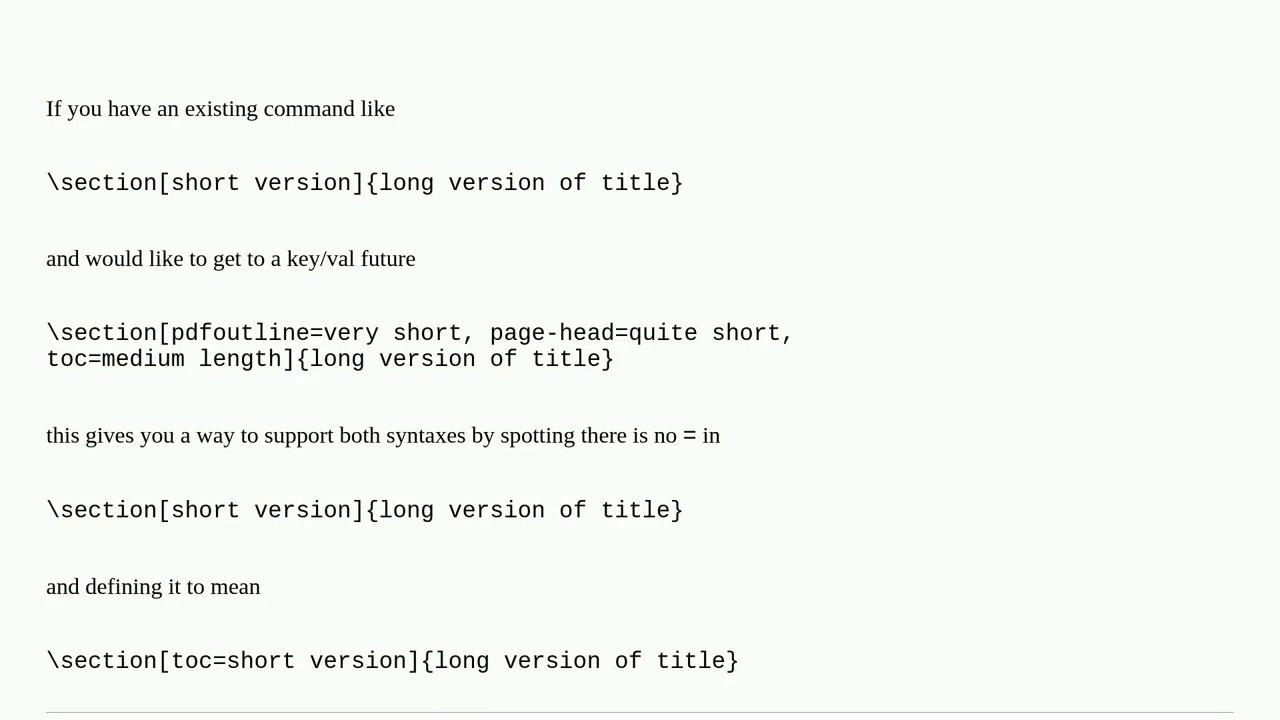 If you have an existing command like
\section[short version]{long version of title}
and would like to get to a key/val future
\section[pdfoutline=very short, page-head=quite short,
toc=medium length]{long version of title}
this gives you a way to support both syntaxes by spotting there is no = in
\section[short version]{long version of title}
and defining it to mean
\section[toc=short version]{long version of title}